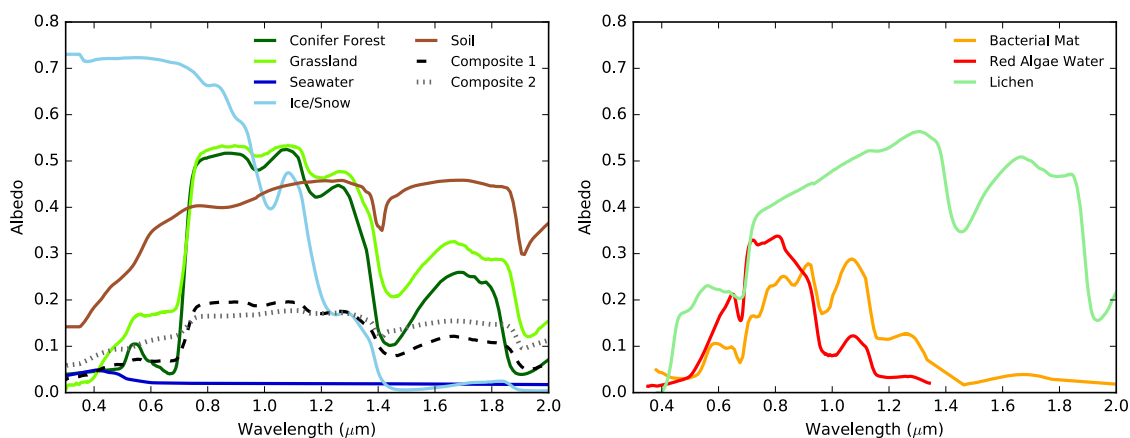 0.8
0.7
0.6
0.5
0.4
0.3
0.2
0.1
0.0
Albedo
0.4 0.6 0.8 1.0 1.2 1.4 1.6 1.8 2.0
Wavelength (μm)
Conifer Forest
Grassland
Seawater
Ice/Snow
Soil
Composite 1
Composite 2
0.8
0.7
0.6
0.5
0.4
0.3
0.2
0.1
0.0
Albedo
0.4 0.6 0.8 1.0 1.2 1.4 1.6 1.8 2.0
Wavelength (μm)
Bacterial Mat
Red Algae Water
Lichen